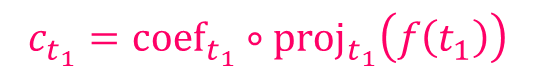 c_{t_1} = coef_{t_1} ∘ proj_{t_1}(f(t_1))